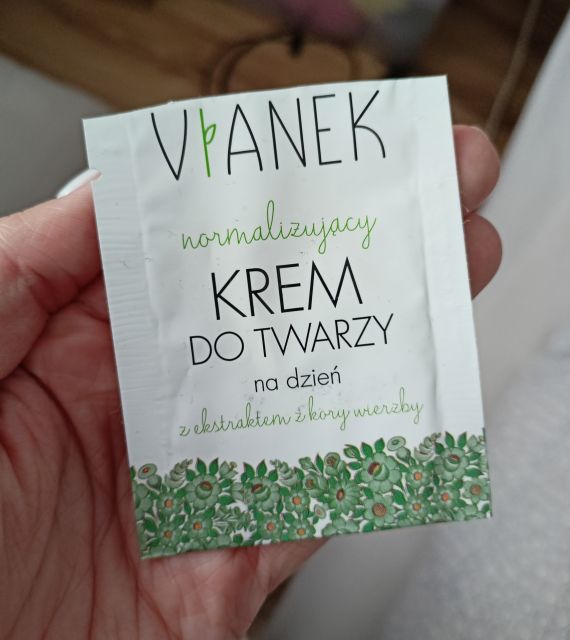 VIANEK
normalizujący
KREM
DO TWARZY
na dzień
z ekstraktem z kory wierzby